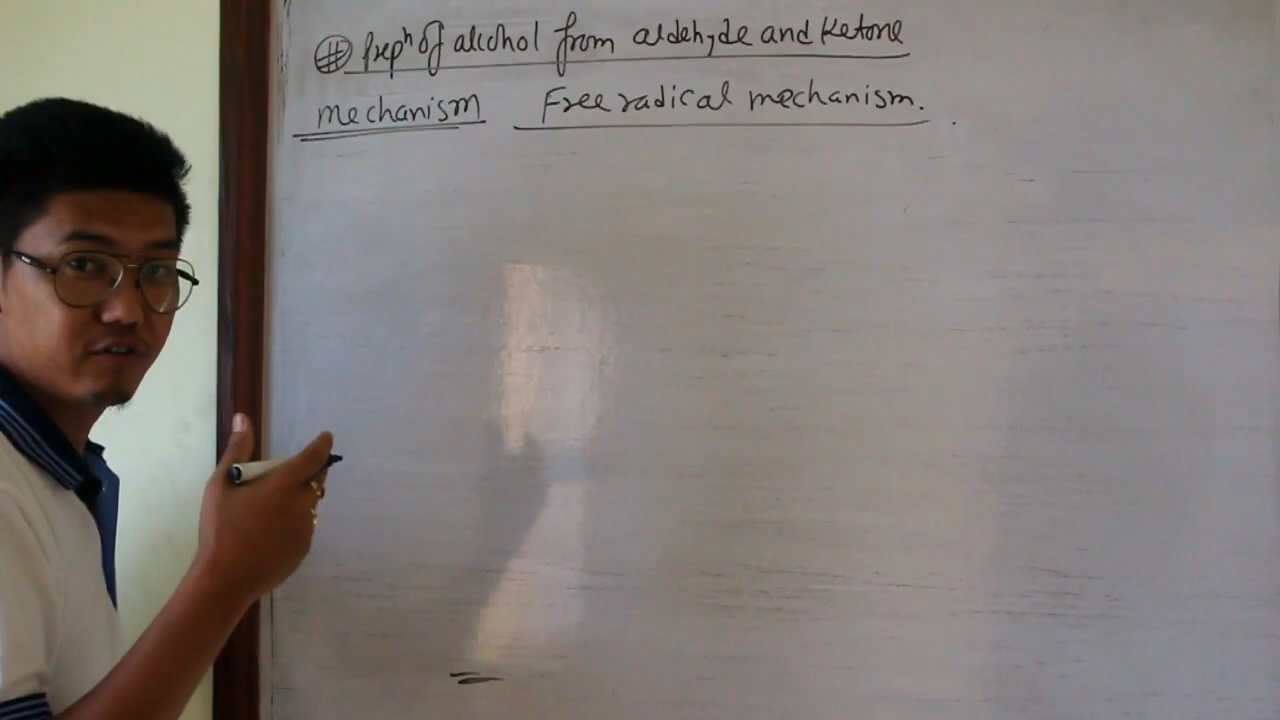 # Prepn of alcohol from aldehyde and Ketone
mechanism Free radical mechanism.